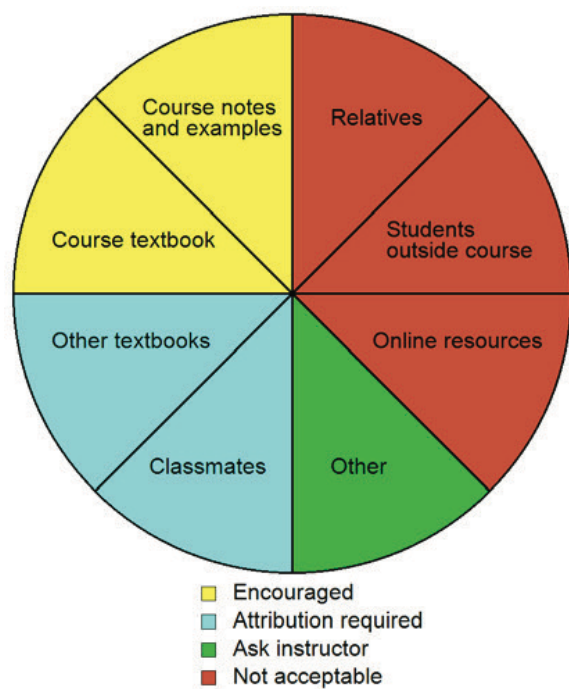 Course notes
and examples
Relatives
Students
outside course
Course textbook
Other textbooks
Online resources
Classmates
Other
Encouraged
Attribution required
Ask instructor
Not acceptable